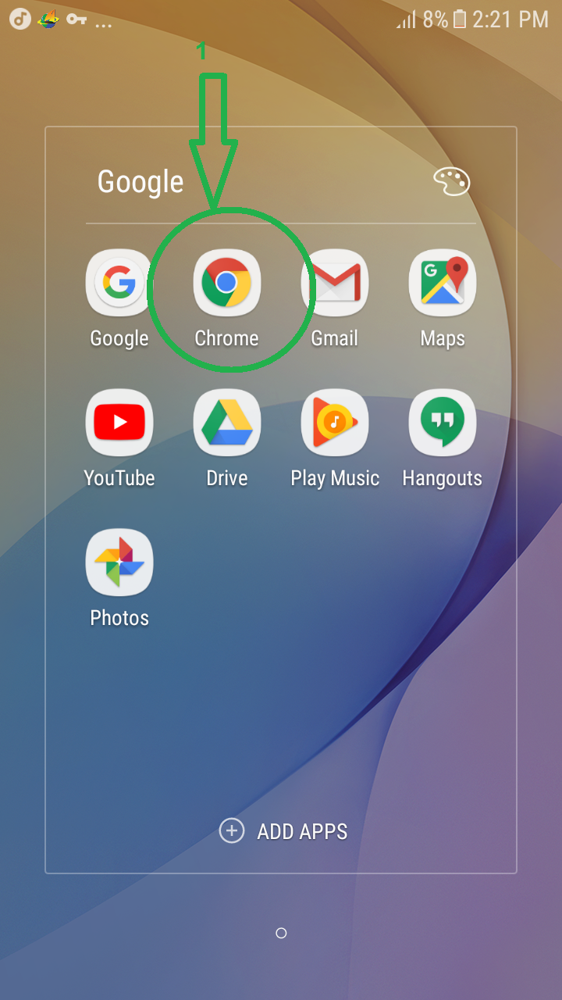 ... 8% 2:21 PM
1
Google
Google Chrome Gmail Maps
G
YouTube Drive Play Music Hangouts
Photos
ADD APPS